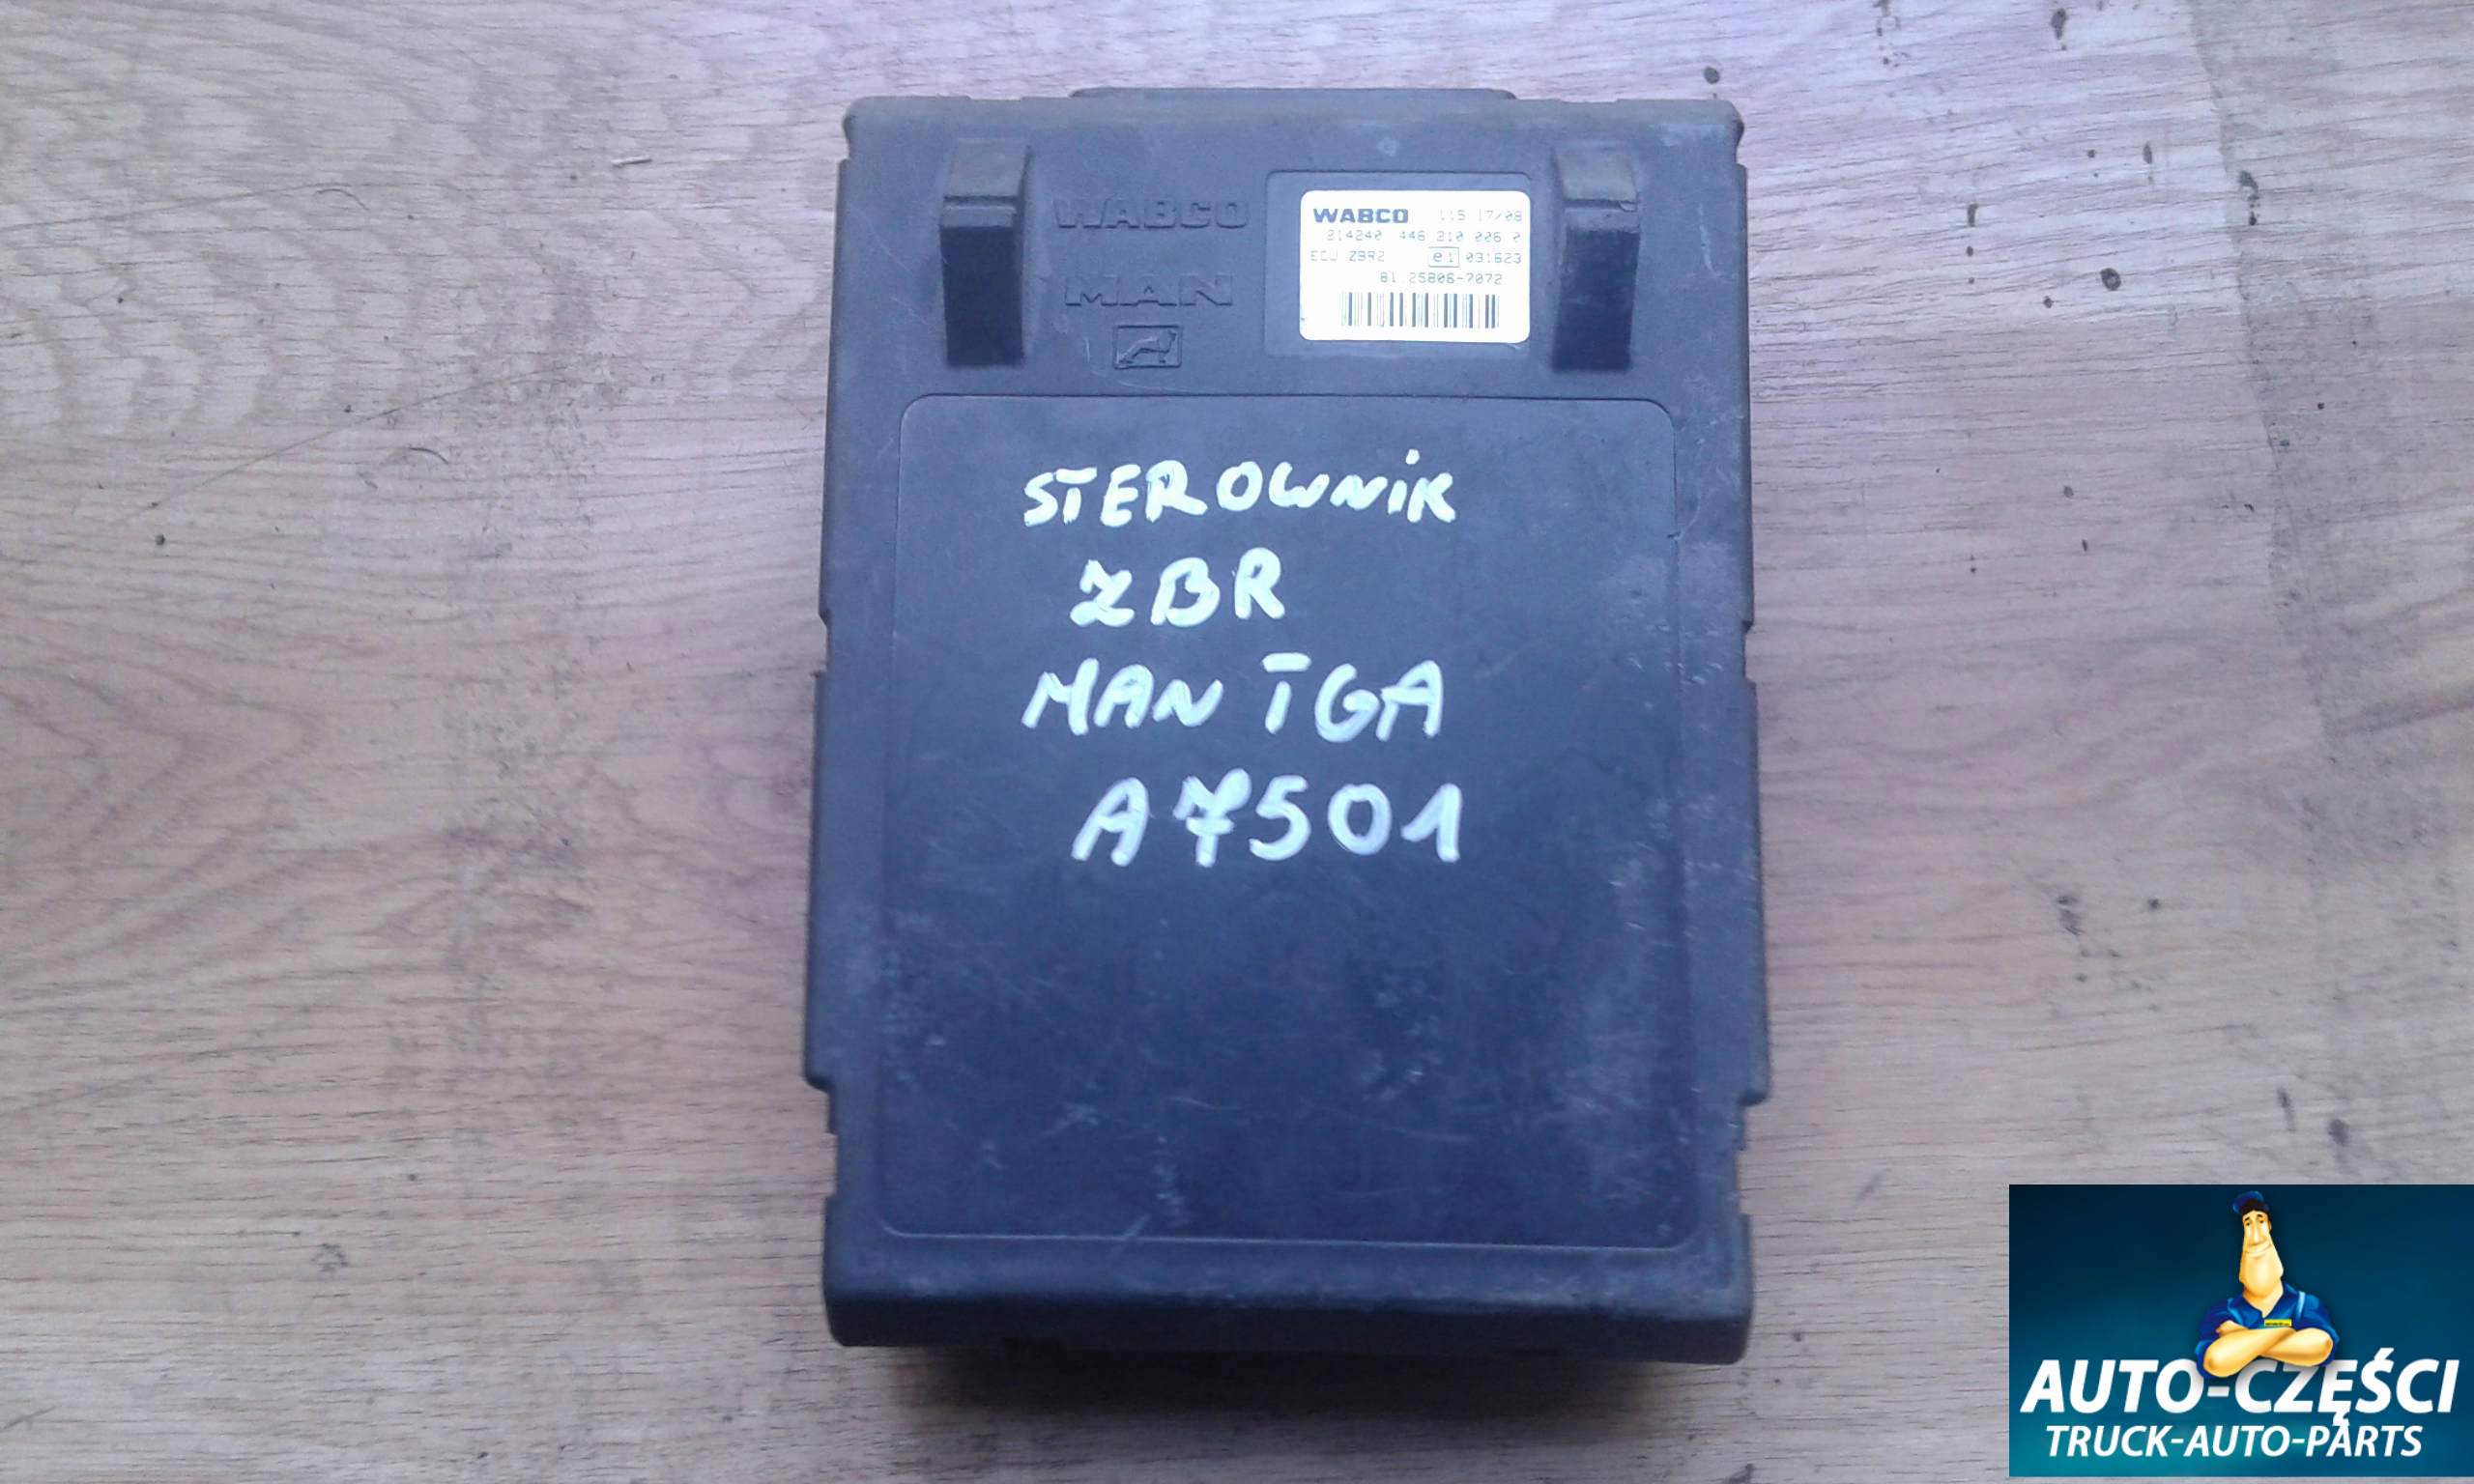 WABCO
MAN
WABCO 115 17/08
214240 446 210 006 0
ECU ZBR2 e1 031623
81 25806-7072
STEROWNIK
ZBR
MAN TGA
A7501
AUTO-CZĘŚCI
TRUCK-AUTO-PARTS